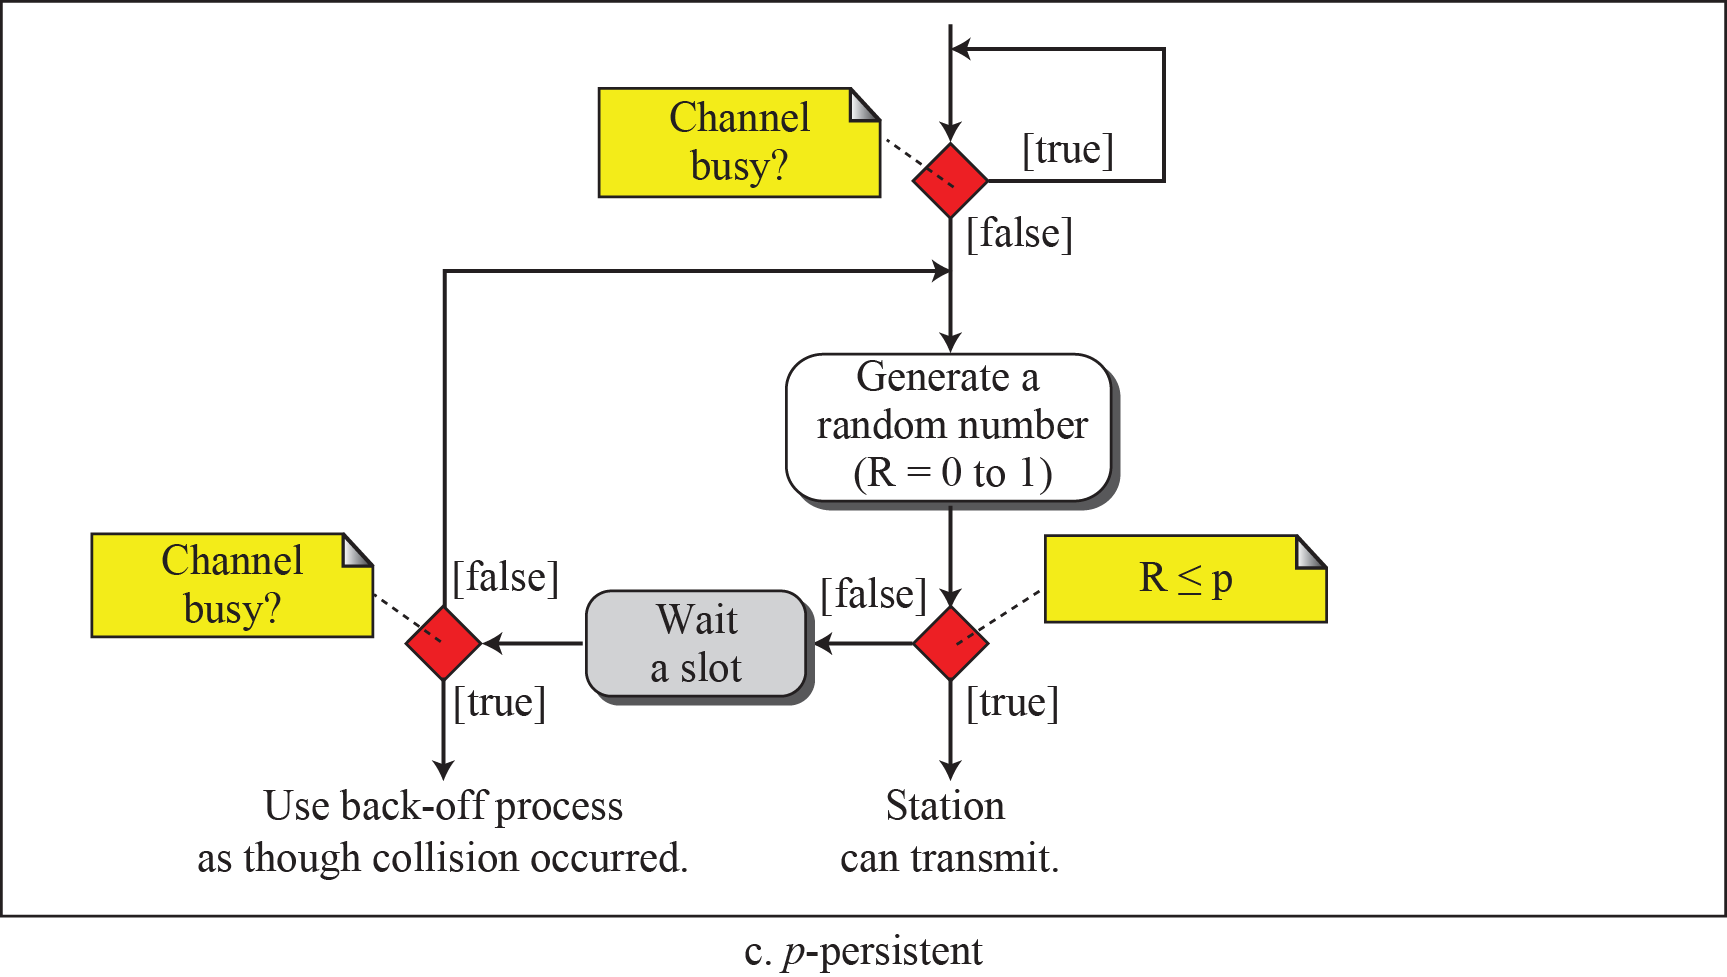 Channel
busy?
[true]
[false]
Generate a
random number
(R = 0 to 1)
Channel
busy?
[false]
Wait
a slot
[false]
R ≤ p
[true]
[true]
Use back-off process
as though collision occurred.
Station
can transmit.
c. p-persistent